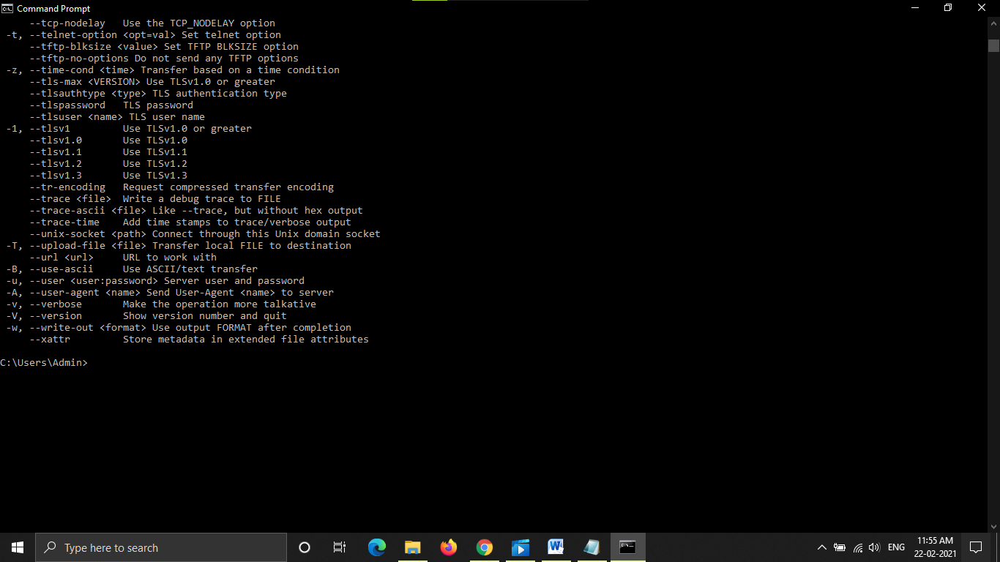 Command Prompt
     --tcp-nodelay   Use the TCP_NODELAY option
 -t, --telnet-option <opt=val> Set telnet option
     --tftp-blksize <value> Set TFTP BLKSIZE option
     --tftp-no-options Do not send any TFTP options
 -z, --time-cond <time> Transfer based on a time condition
     --tls-max <VERSION> Use TLSv1.0 or greater
     --tlsauthtype <type> TLS authentication type
     --tlspassword   TLS password
     --tlsuser <name> TLS user name
 -1, --tlsv1         Use TLSv1.0 or greater
     --tlsv1.0       Use TLSv1.0
     --tlsv1.1       Use TLSv1.1
     --tlsv1.2       Use TLSv1.2
     --tlsv1.3       Use TLSv1.3
     --tr-encoding   Request compressed transfer encoding
     --trace <file>  Write a debug trace to FILE
     --trace-ascii <file> Like --trace, but without hex output
     --trace-time    Add time stamps to trace/verbose output
     --unix-socket <path> Connect through this Unix domain socket
 -T, --upload-file <file> Transfer local FILE to destination
     --url <url>     URL to work with
 -B, --use-ascii     Use ASCII/text transfer
 -u, --user <user:password> Server user and password
 -A, --user-agent <name> Send User-Agent <name> to server
 -v, --verbose       Make the operation more talkative
 -V, --version       Show version number and quit
 -w, --write-out <format> Use output FORMAT after completion
     --xattr         Store metadata in extended file attributes
C:\Users\Admin>
Type here to search
ENG
11:55 AM
22-02-2021